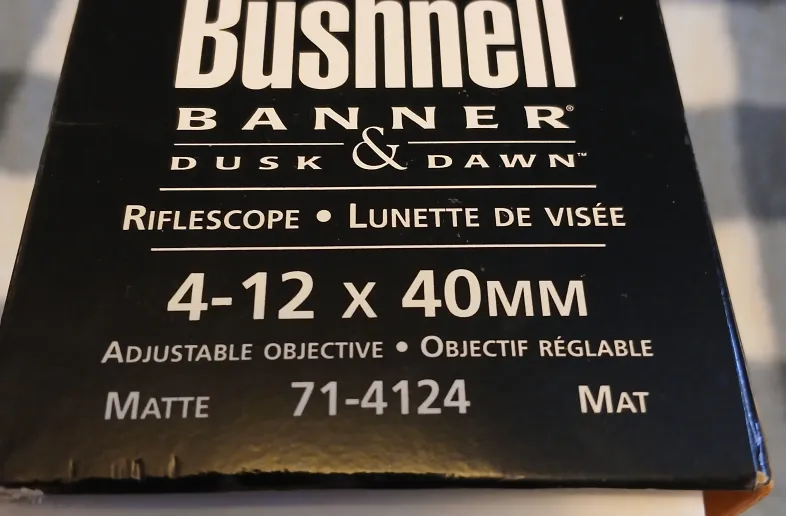 Bushnell
BANNER®
DUSK & DAWN™
RIFLESCOPE • LUNETTE DE VISÉE
4-12 x 40MM
ADJUSTABLE OBJECTIVE • OBJECTIF RÉGLABLE
MATTE 71-4124 MAT